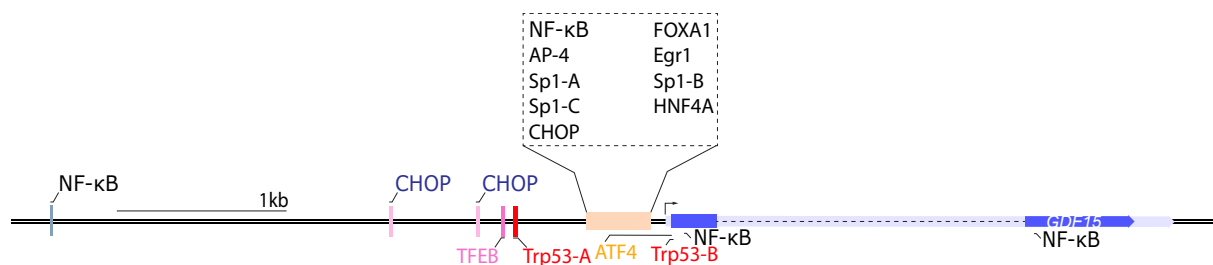 NF-κB FOXA1
AP-4 Egr1
Sp1-A Sp1-B
Sp1-C HNF4A
CHOP
NF-κB CHOP CHOP
1kb
GDF15
NF-κB NF-κB
TFEB Trp53-A ATF4 Trp53-B